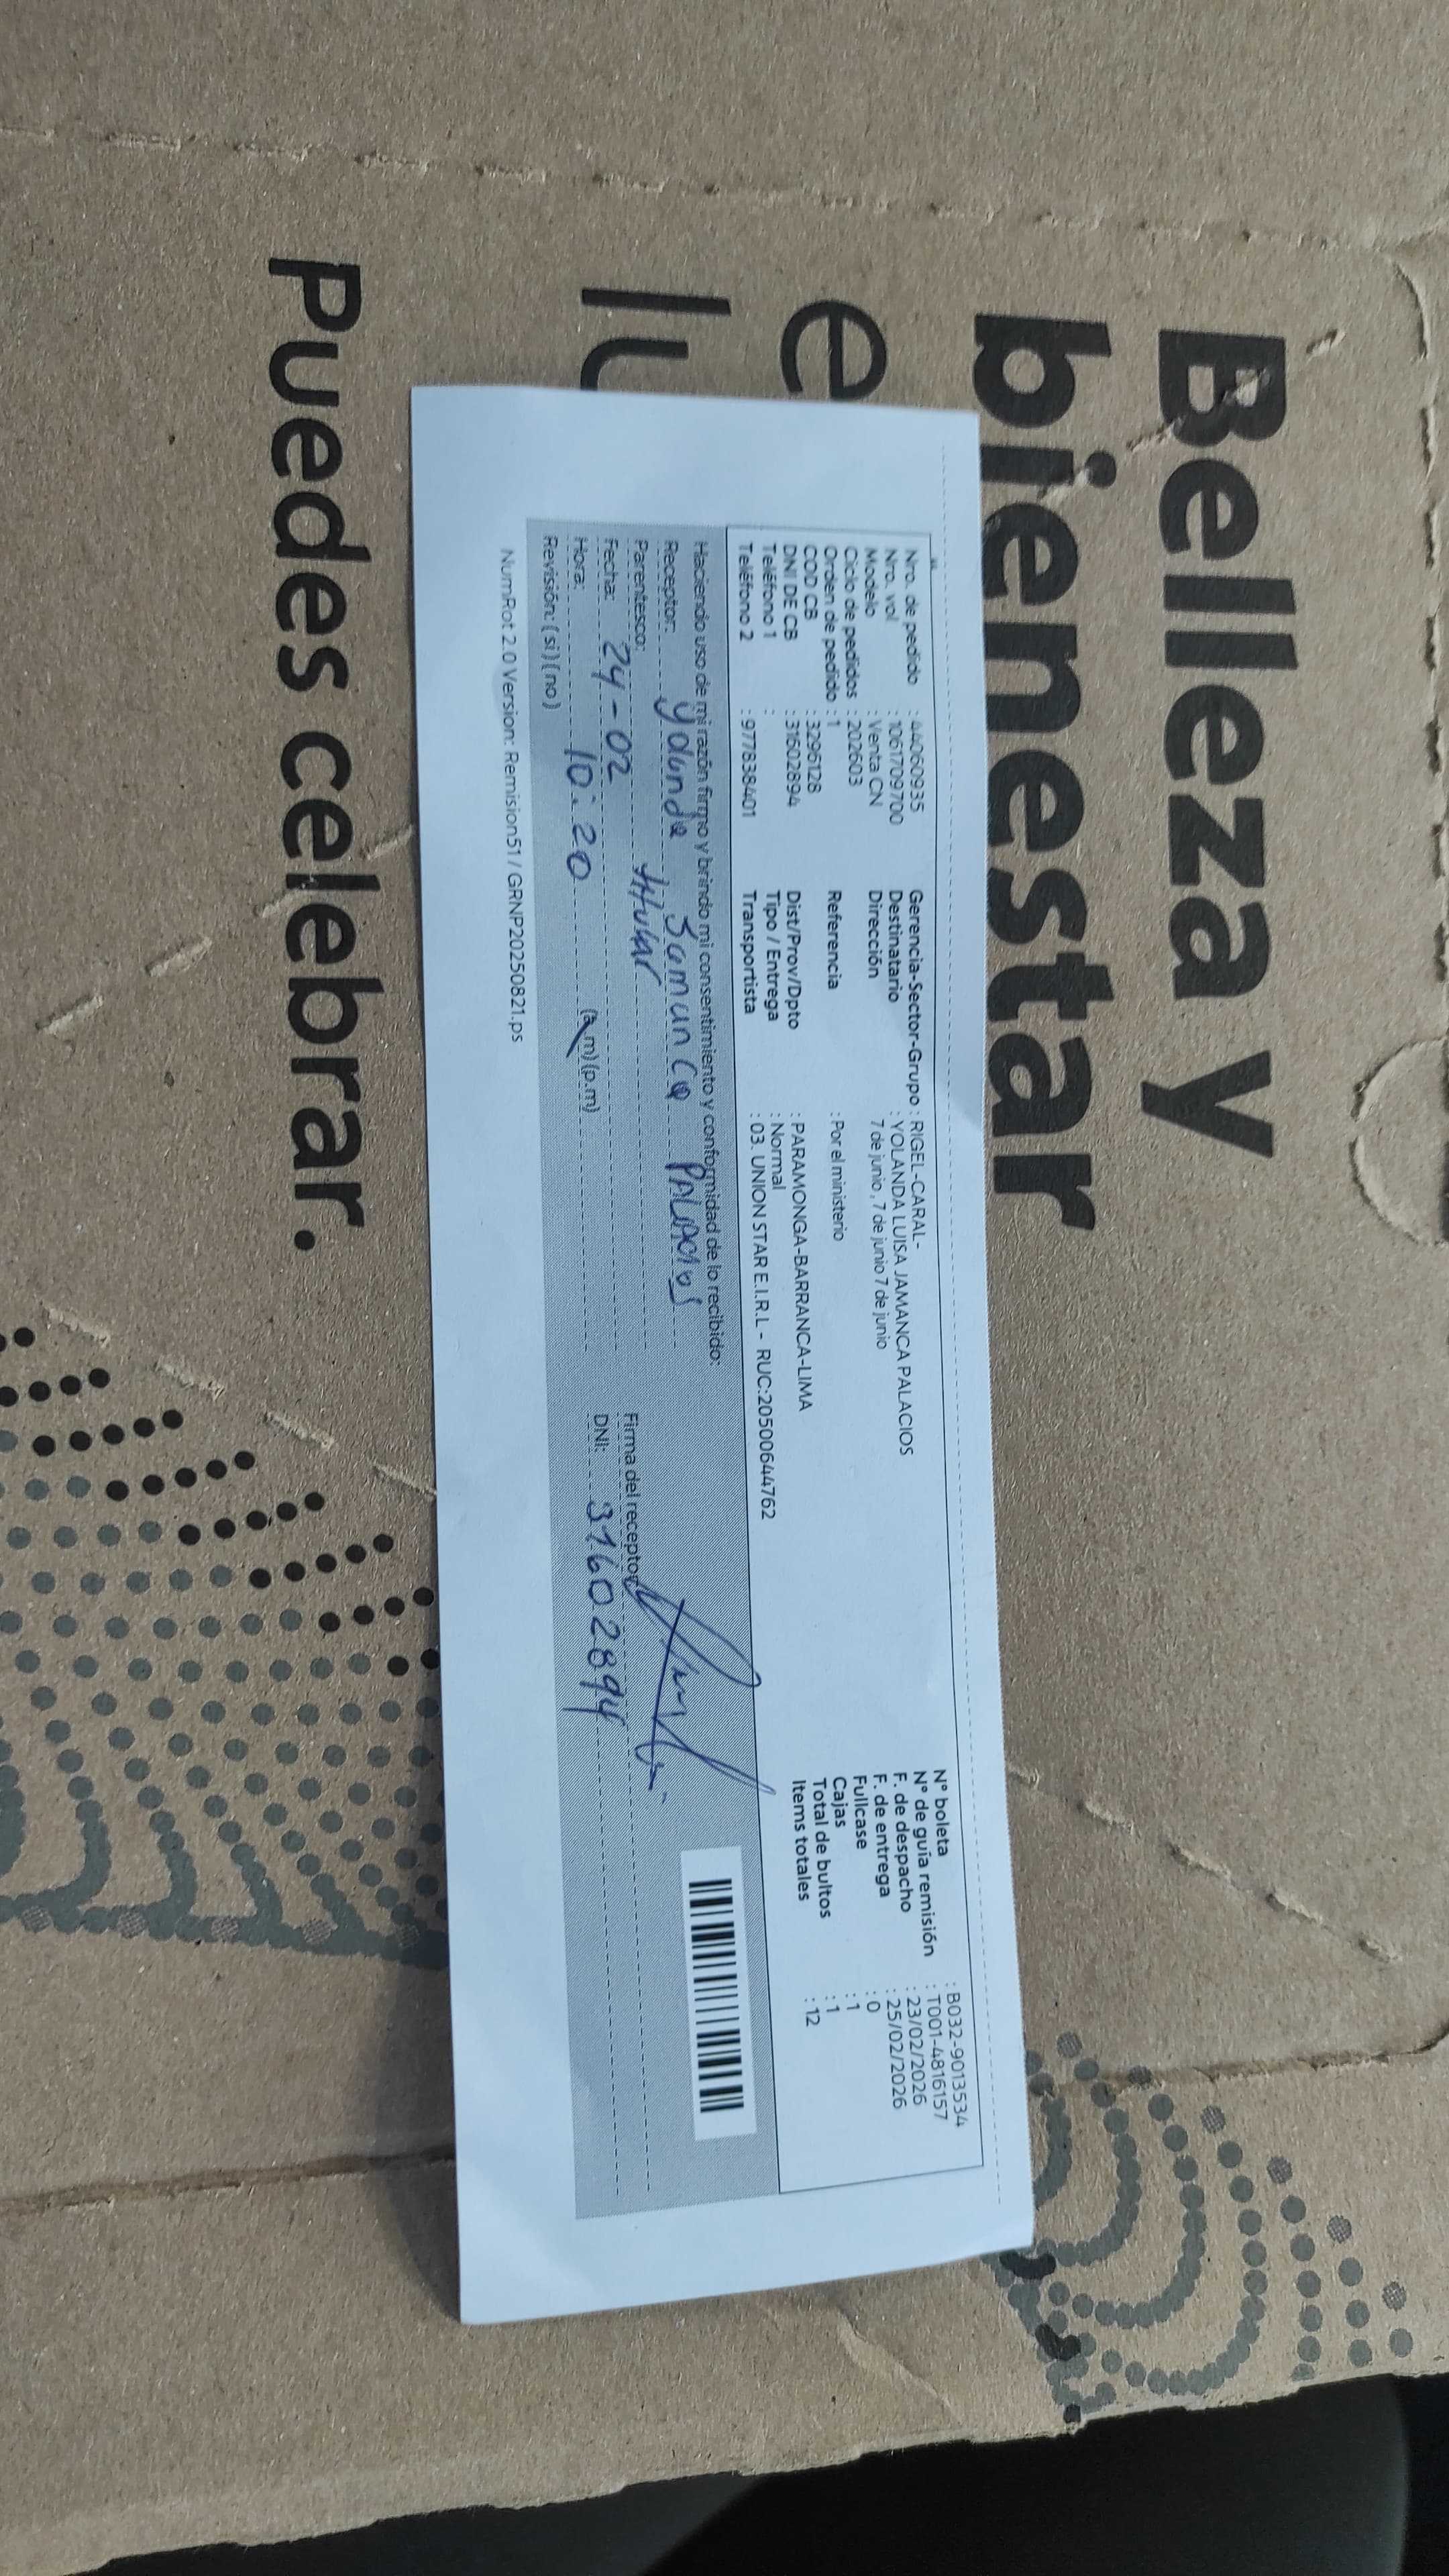 Belleza y
bienestar
e
Puedes celebrar.
Nro. de pedido : 44060935
Nro. vol : 1061709700
Modelo : Venta CN
Ciclo de pedidos : 202603
Orden de pedido : 1
COD CB : 3296128
DNI DE CB : 31602894
Teléfono 1 :
Teléfono 2 : 977838401
Gerencia-Sector-Grupo : RIGEL-CARAL-
Destinatario : YOLANDA LUISA JAMANCA PALACIOS
Dirección 7 de junio , 7 de junio 7 de junio
Referencia : Por el ministerio
Dist/Prov/Dpto : PARAMONGA-BARRANCA-LIMA
Tipo / Entrega : Normal
Transportista : 03. UNION STAR E.I.R.L - RUC:20500644762
N° boleta : B032-9013534
N° de guía remisión : T001-4816157
F. de despacho : 23/02/2026
F. de entrega : 25/02/2026
Fullcase : 0
Cajas : 1
Total de bultos : 1
Items totales : 12
Haciendo uso de mi razón firmo y brindo mi consentimiento y conformidad de lo recibido:
Receptor: Yolanda Jamanca Palacios
Parentesco: titular
Fecha: 24-02
Hora: 10:20 (a.m) (p.m)
Revisión: ( si ) ( no )
Firma del receptor:
DNI: 31602894
NumRot 2.0 Version: Remision51 / GRNP20250821.ps